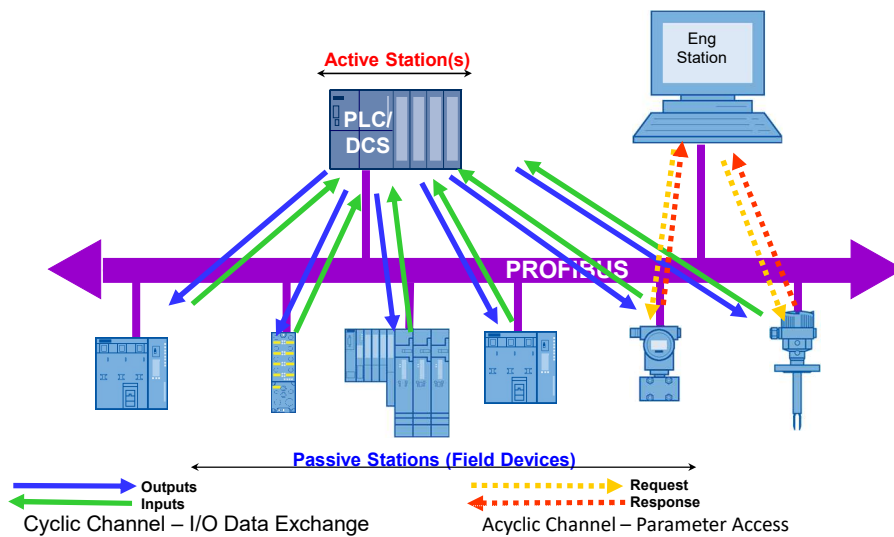 Active Station(s)
Eng
Station
PLC/
DCS
PROFIBUS
Passive Stations (Field Devices)
Outputs
Inputs
Cyclic Channel – I/O Data Exchange
Request
Response
Acyclic Channel – Parameter Access